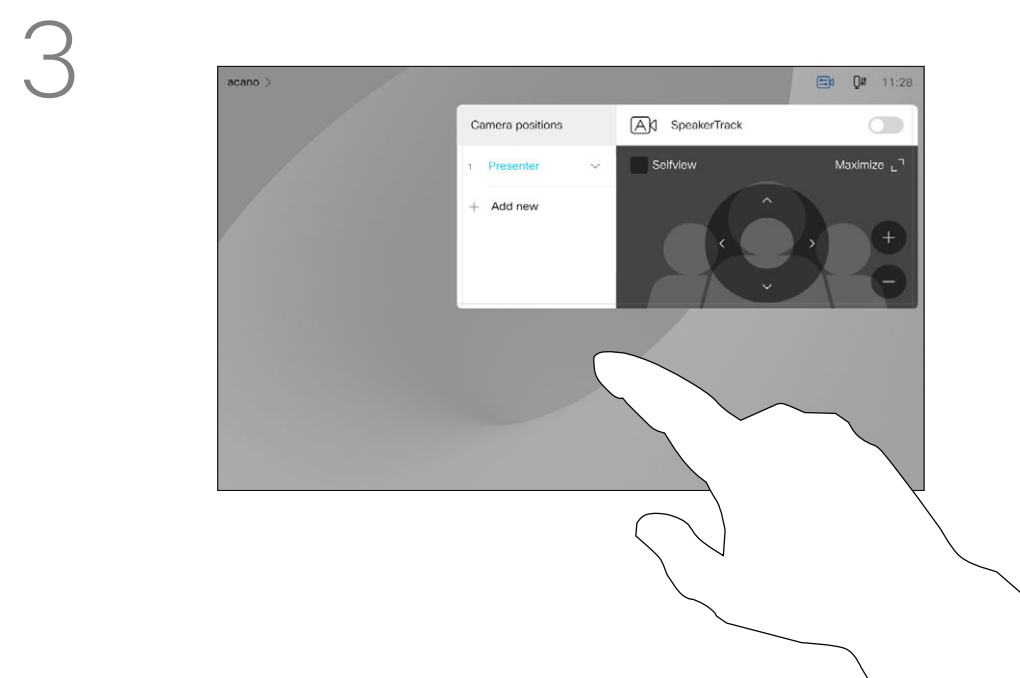 3
acano >
11:28
Camera positions
SpeakerTrack
1 Presenter
Selfview
Maximize
+ Add new